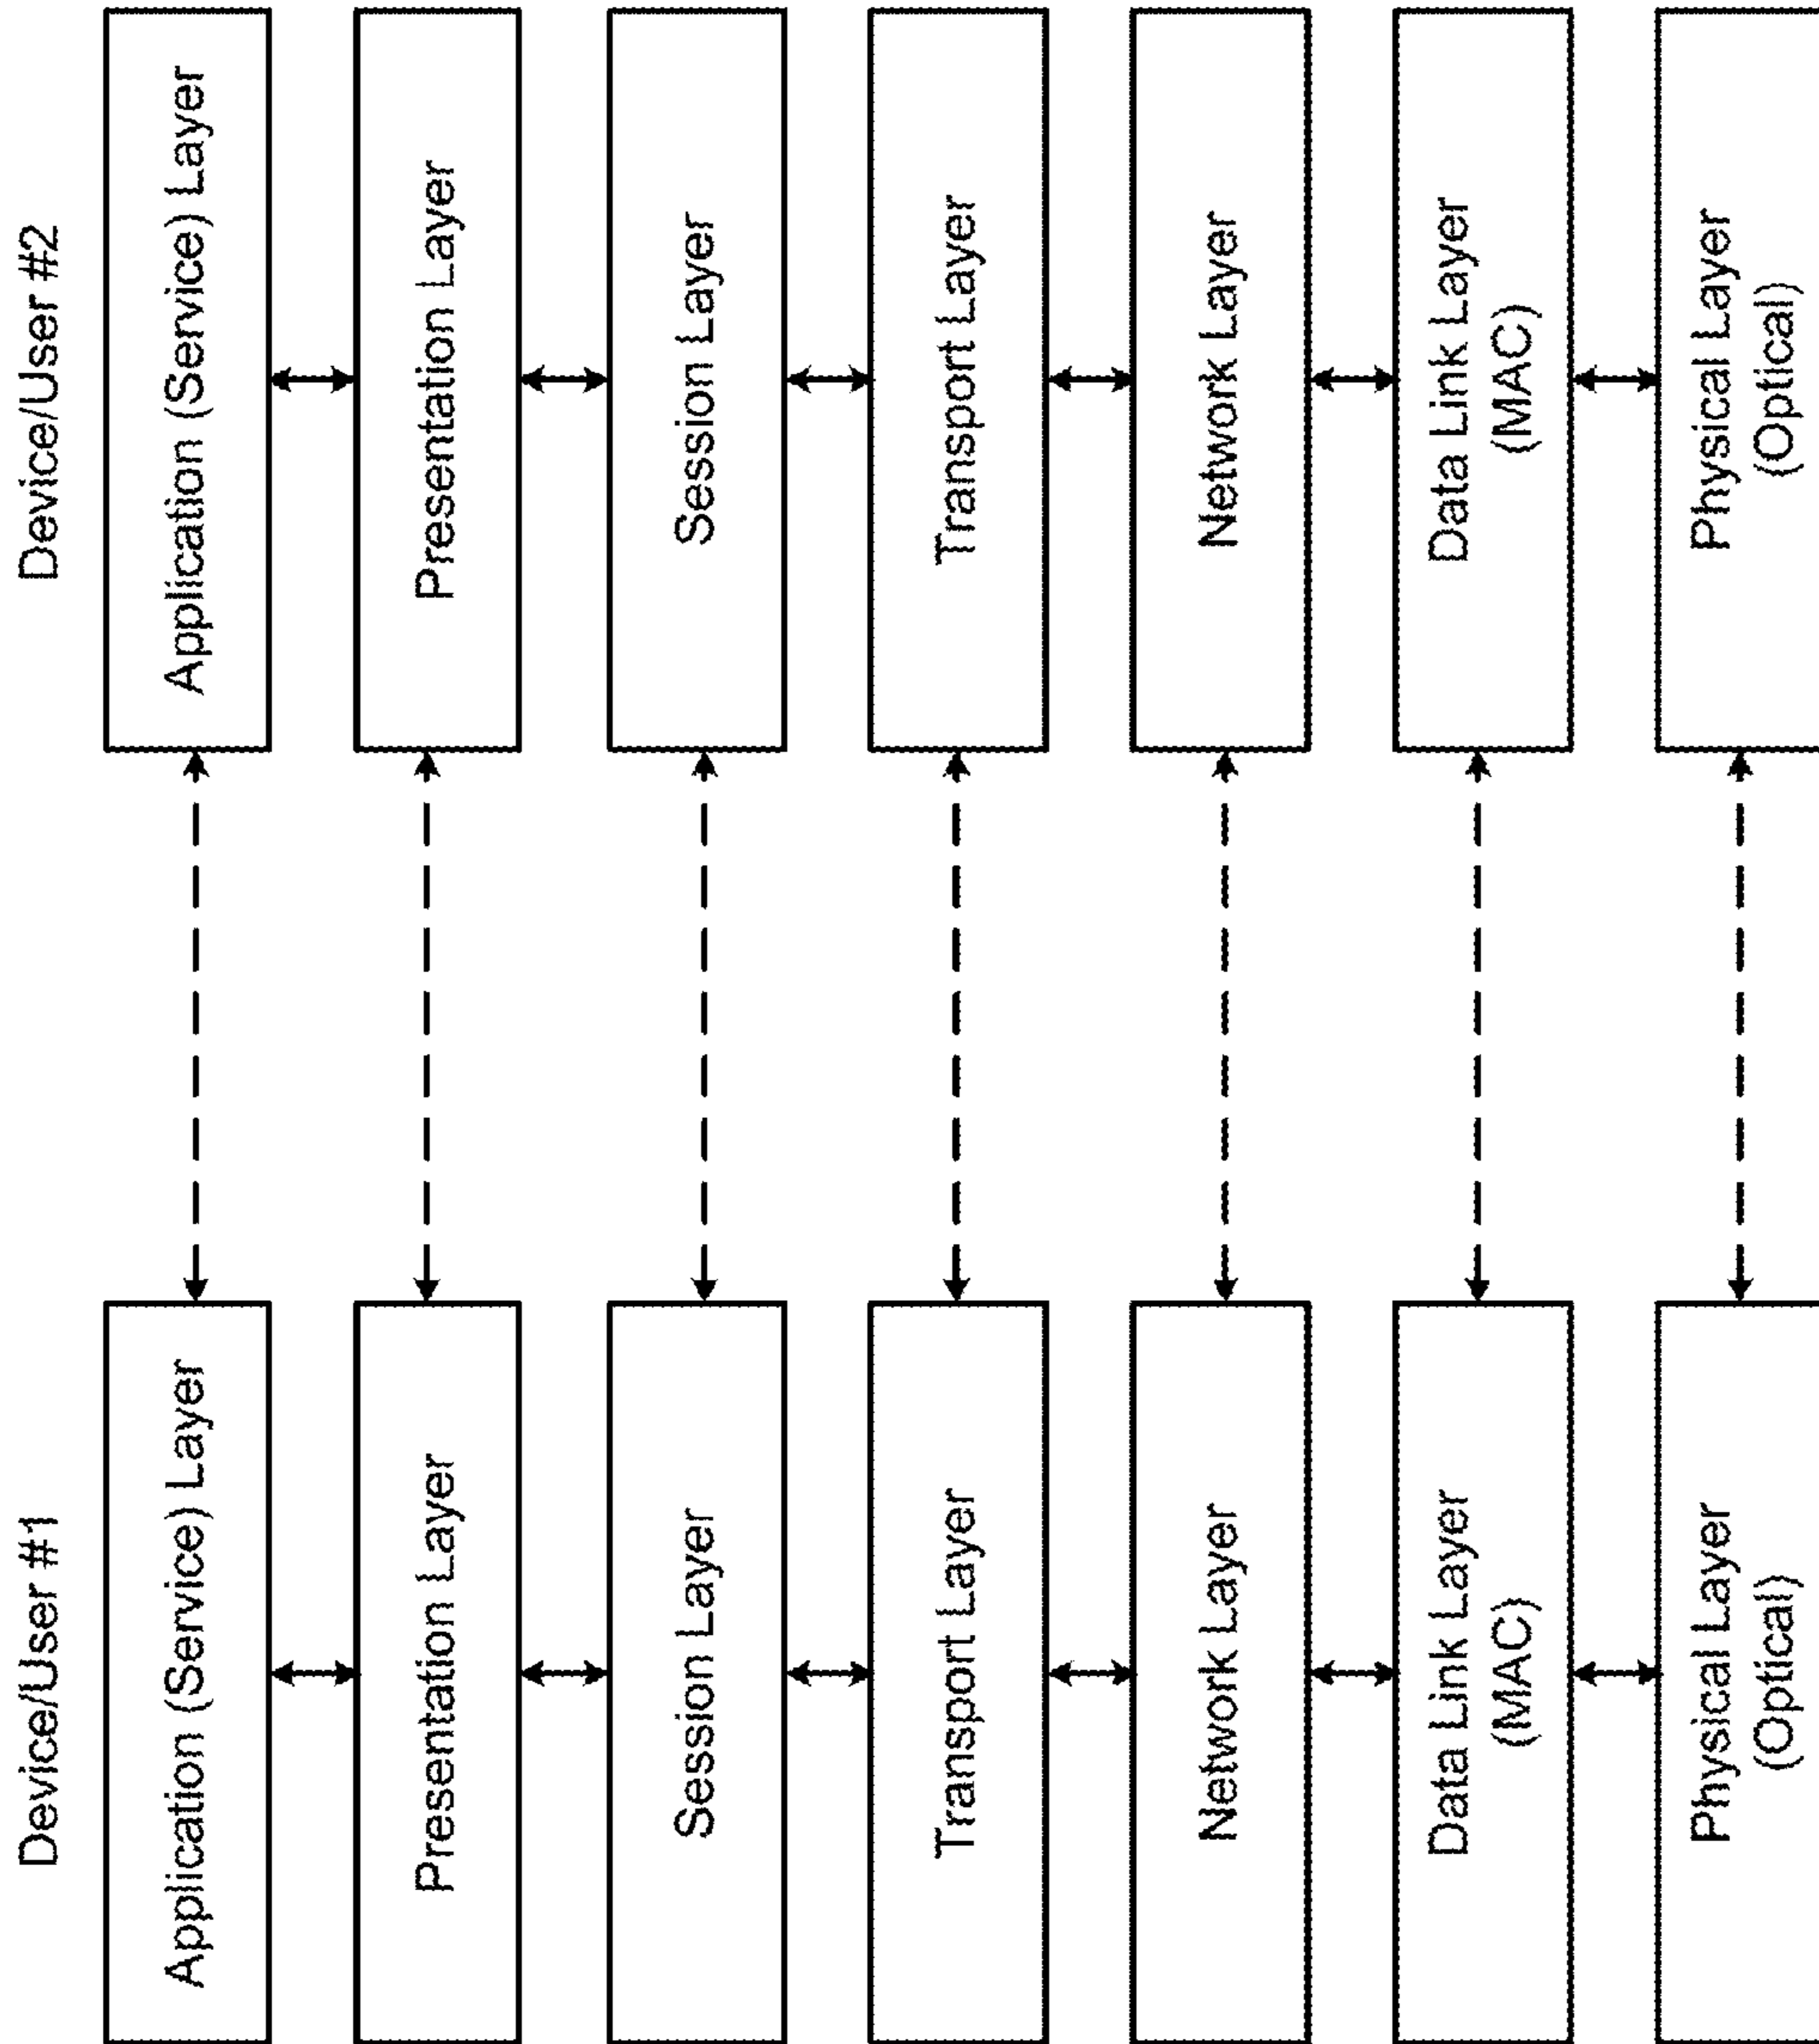 Device/User #1
Application (Service) Layer
Presentation Layer
Session Layer
Transport Layer
Network Layer
Data Link Layer
(MAC)
Physical Layer
(Optical)
Device/User #2
Application (Service) Layer
Presentation Layer
Session Layer
Transport Layer
Network Layer
Data Link Layer
(MAC)
Physical Layer
(Optical)